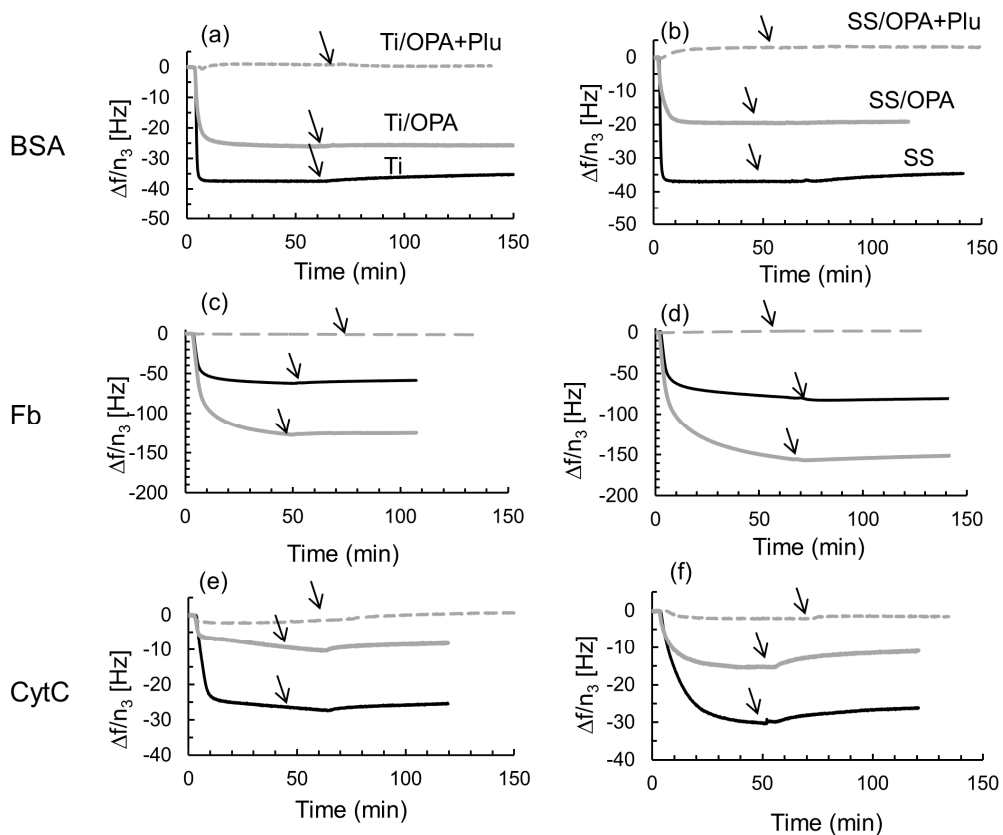 (a)
Ti/OPA+Plu
Ti/OPA
Ti
0
-10
-20
-30
-40
-50
Δf/n3 [Hz]
0 50 100 150
Time (min)
(b)
SS/OPA+Plu
SS/OPA
SS
0
-10
-20
-30
-40
-50
Δf/n3 [Hz]
0 50 100 150
Time (min)
BSA
(c)
0
-50
-100
-150
-200
Δf/n3 [Hz]
0 50 100 150
Time (min)
(d)
0
-50
-100
-150
-200
Δf/n3 [Hz]
0 50 100 150
Time (min)
Fb
(e)
0
-10
-20
-30
-40
Δf/n3 [Hz]
0 50 100 150
Time (min)
(f)
0
-10
-20
-30
-40
Δf/n3 [Hz]
0 50 100 150
Time (min)
CytC